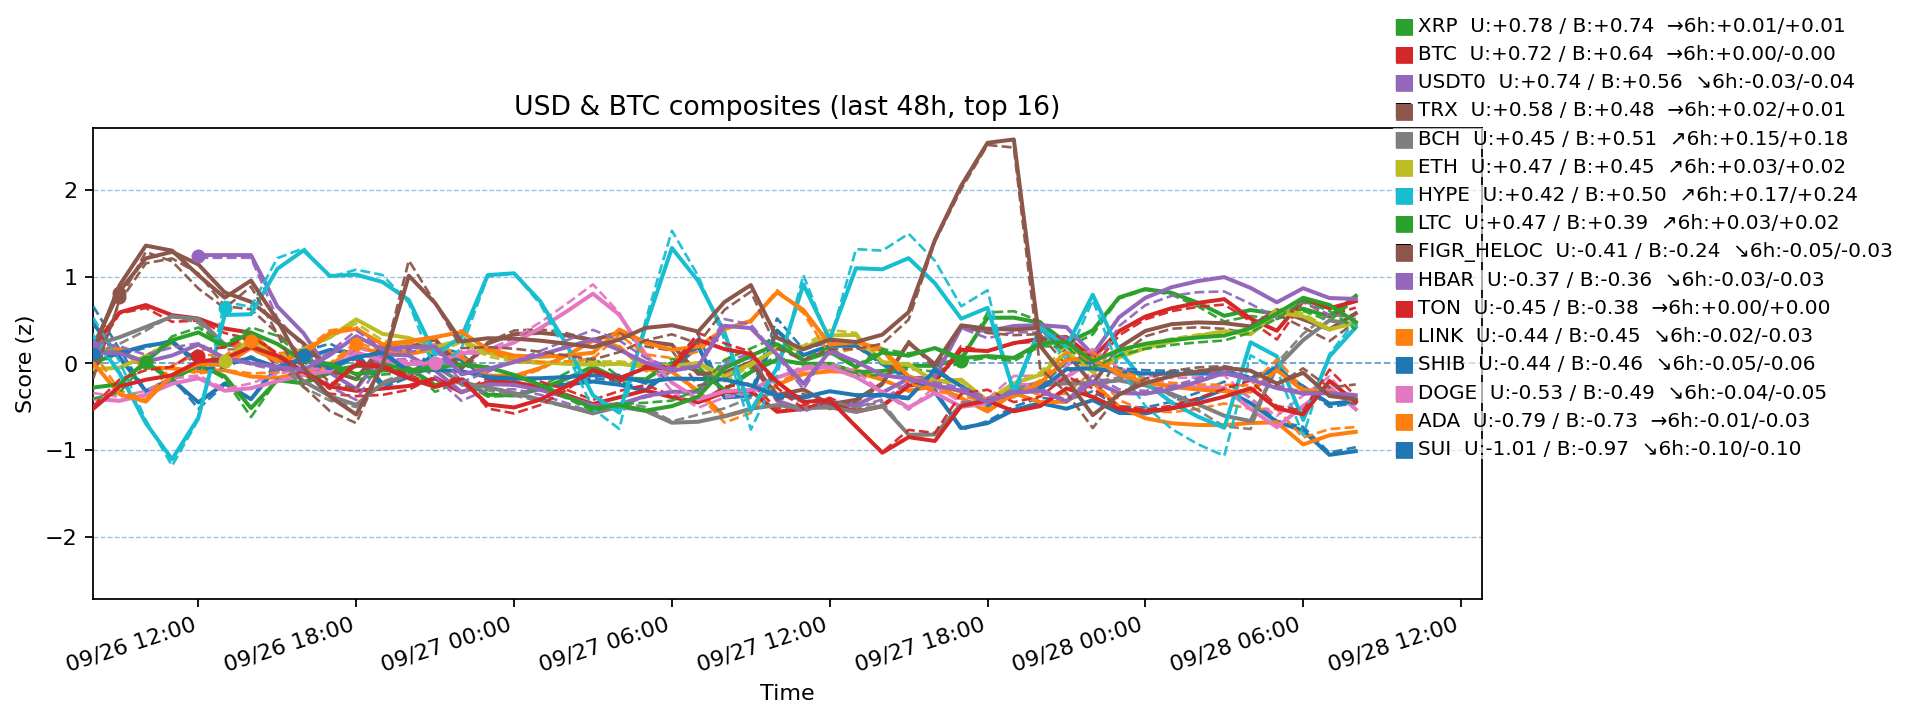 XRP U:+0.78 / B:+0.74 →6h:+0.01/+0.01
BTC U:+0.72 / B:+0.64 →6h:+0.00/-0.00
USDT0 U:+0.74 / B:+0.56 ↘6h:-0.03/-0.04
TRX U:+0.58 / B:+0.48 →6h:+0.02/+0.01
BCH U:+0.45 / B:+0.51 ↗6h:+0.15/+0.18
ETH U:+0.47 / B:+0.45 ↗6h:+0.03/+0.02
HYPE U:+0.42 / B:+0.50 ↗6h:+0.17/+0.24
LTC U:+0.47 / B:+0.39 ↗6h:+0.03/+0.02
FIGR_HELOC U:-0.41 / B:-0.24 ↘6h:-0.05/-0.03
HBAR U:-0.37 / B:-0.36 ↘6h:-0.03/-0.03
TON U:-0.45 / B:-0.38 →6h:+0.00/+0.00
LINK U:-0.44 / B:-0.45 ↘6h:-0.02/-0.03
SHIB U:-0.44 / B:-0.46 ↘6h:-0.05/-0.06
DOGE U:-0.53 / B:-0.49 ↘6h:-0.04/-0.05
ADA U:-0.79 / B:-0.73 →6h:-0.01/-0.03
SUI U:-1.01 / B:-0.97 ↘6h:-0.10/-0.10
USD & BTC composites (last 48h, top 16)
Score (z)
2
1
0
−1
−2
09/26 12:00
09/26 18:00
09/27 00:00
09/27 06:00
09/27 12:00
09/27 18:00
09/28 00:00
09/28 06:00
09/28 12:00
Time